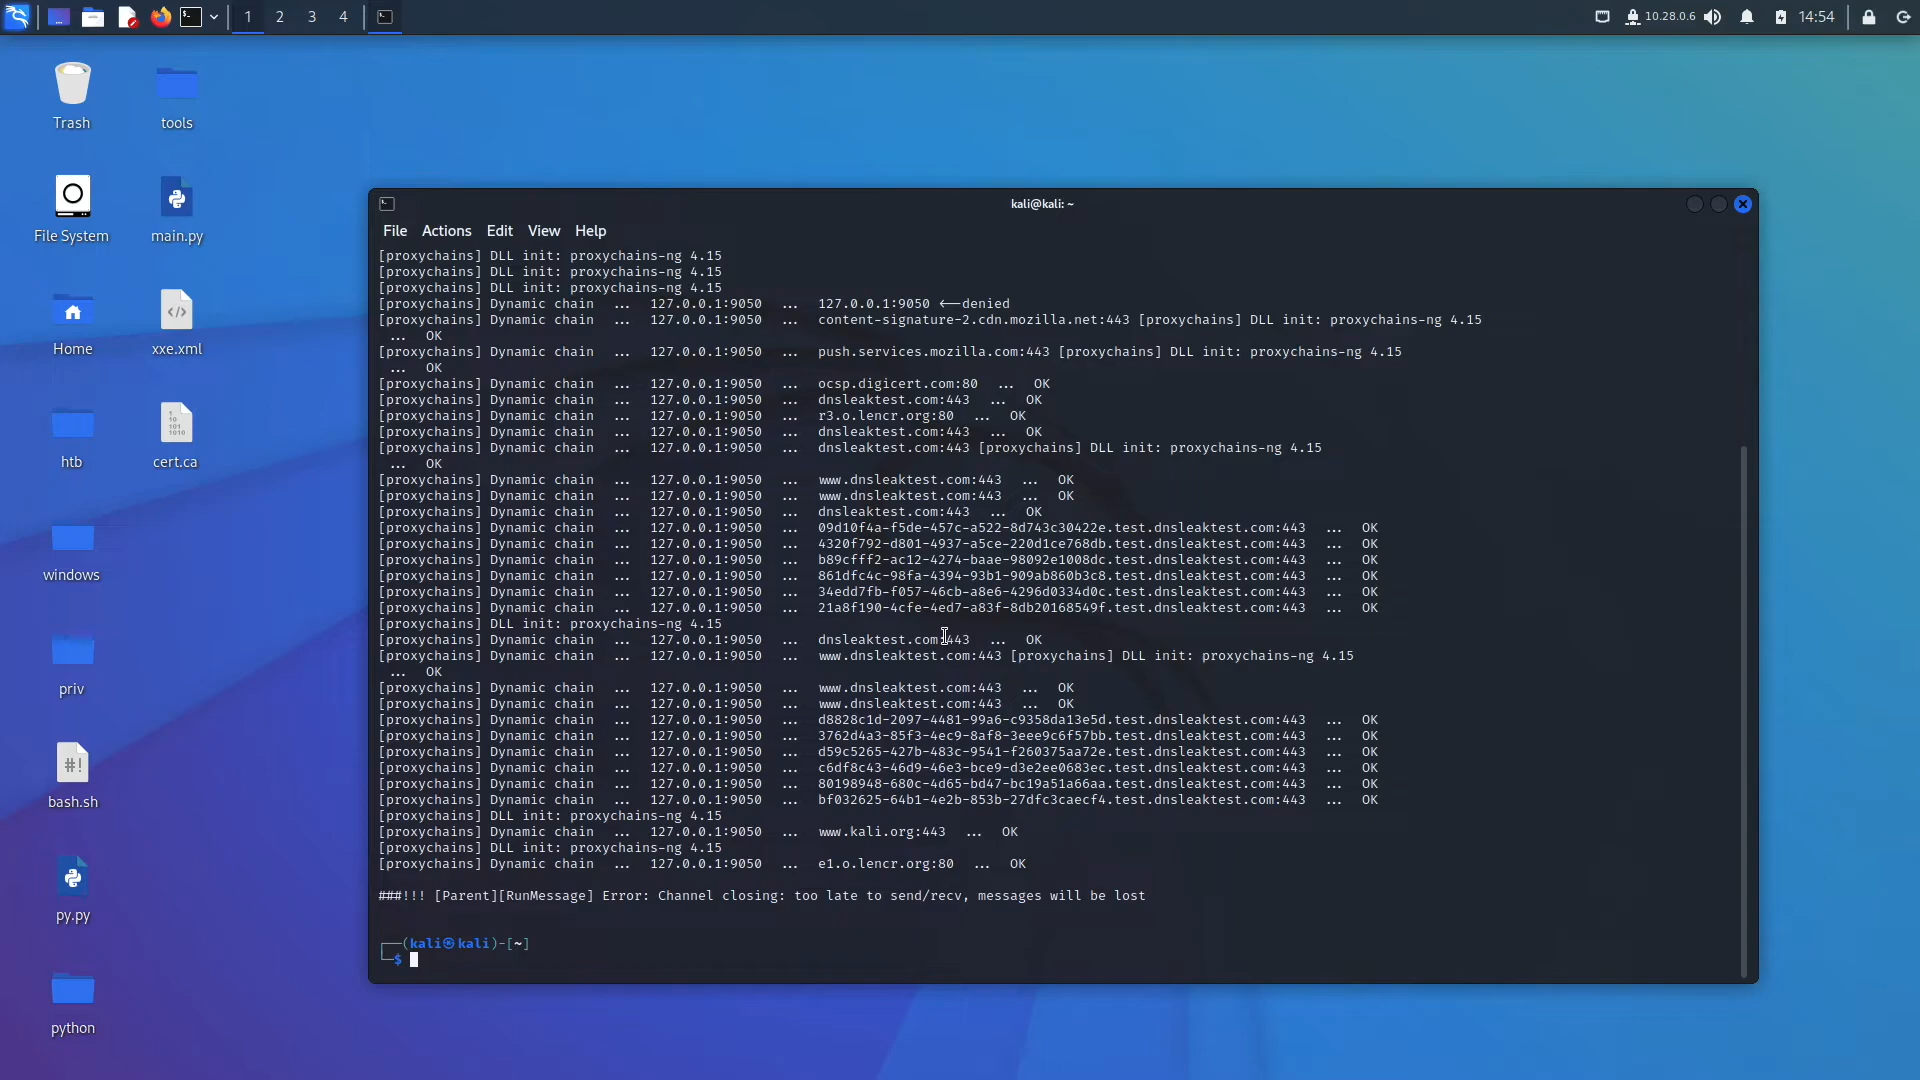 1 2 3 4
10.28.0.6
14:54
Trash
tools
File System
main.py
Home
xxe.xml
htb
cert.ca
windows
priv
bash.sh
py.py
python
kali@kali: ~
File Actions Edit View Help
[proxychains] DLL init: proxychains-ng 4.15
[proxychains] DLL init: proxychains-ng 4.15
[proxychains] DLL init: proxychains-ng 4.15
[proxychains] Dynamic chain ... 127.0.0.1:9050 ... 127.0.0.1:9050 <--denied
[proxychains] Dynamic chain ... 127.0.0.1:9050 ... content-signature-2.cdn.mozilla.net:443 [proxychains] DLL init: proxychains-ng 4.15
... OK
[proxychains] Dynamic chain ... 127.0.0.1:9050 ... push.services.mozilla.com:443 [proxychains] DLL init: proxychains-ng 4.15
... OK
[proxychains] Dynamic chain ... 127.0.0.1:9050 ... ocsp.digicert.com:80 ... OK
[proxychains] Dynamic chain ... 127.0.0.1:9050 ... dnsleaktest.com:443 ... OK
[proxychains] Dynamic chain ... 127.0.0.1:9050 ... r3.o.lencr.org:80 ... OK
[proxychains] Dynamic chain ... 127.0.0.1:9050 ... dnsleaktest.com:443 ... OK
[proxychains] Dynamic chain ... 127.0.0.1:9050 ... dnsleaktest.com:443 [proxychains] DLL init: proxychains-ng 4.15
... OK
[proxychains] Dynamic chain ... 127.0.0.1:9050 ... www.dnsleaktest.com:443 ... OK
[proxychains] Dynamic chain ... 127.0.0.1:9050 ... www.dnsleaktest.com:443 ... OK
[proxychains] Dynamic chain ... 127.0.0.1:9050 ... dnsleaktest.com:443 ... OK
[proxychains] Dynamic chain ... 127.0.0.1:9050 ... 09d10f4a-f5de-457c-a522-8d743c30422e.test.dnsleaktest.com:443 ... OK
[proxychains] Dynamic chain ... 127.0.0.1:9050 ... 4320f792-d801-4937-a5ce-220d1ce768db.test.dnsleaktest.com:443 ... OK
[proxychains] Dynamic chain ... 127.0.0.1:9050 ... b89cfff2-ac12-4274-baae-98092e1008dc.test.dnsleaktest.com:443 ... OK
[proxychains] Dynamic chain ... 127.0.0.1:9050 ... 861dfc4c-98fa-4394-93b1-909ab860b3c8.test.dnsleaktest.com:443 ... OK
[proxychains] Dynamic chain ... 127.0.0.1:9050 ... 34edd7fb-f057-46cb-a8e6-4296d0334d0c.test.dnsleaktest.com:443 ... OK
[proxychains] Dynamic chain ... 127.0.0.1:9050 ... 21a8f190-4cfe-4ed7-a83f-8db20168549f.test.dnsleaktest.com:443 ... OK
[proxychains] DLL init: proxychains-ng 4.15
[proxychains] Dynamic chain ... 127.0.0.1:9050 ... dnsleaktest.com:443 ... OK
[proxychains] Dynamic chain ... 127.0.0.1:9050 ... www.dnsleaktest.com:443 [proxychains] DLL init: proxychains-ng 4.15
... OK
[proxychains] Dynamic chain ... 127.0.0.1:9050 ... www.dnsleaktest.com:443 ... OK
[proxychains] Dynamic chain ... 127.0.0.1:9050 ... www.dnsleaktest.com:443 ... OK
[proxychains] Dynamic chain ... 127.0.0.1:9050 ... d8828c1d-2097-4481-99a6-c9358da13e5d.test.dnsleaktest.com:443 ... OK
[proxychains] Dynamic chain ... 127.0.0.1:9050 ... 3762d4a3-85f3-4ec9-8af8-3eee9c6f57bb.test.dnsleaktest.com:443 ... OK
[proxychains] Dynamic chain ... 127.0.0.1:9050 ... d59c5265-427b-483c-9541-f260375aa72e.test.dnsleaktest.com:443 ... OK
[proxychains] Dynamic chain ... 127.0.0.1:9050 ... c6df8c43-46d9-46e3-bce9-d3e2ee0683ec.test.dnsleaktest.com:443 ... OK
[proxychains] Dynamic chain ... 127.0.0.1:9050 ... 80198948-680c-4d65-bd47-bc19a51a66aa.test.dnsleaktest.com:443 ... OK
[proxychains] Dynamic chain ... 127.0.0.1:9050 ... bf032625-64b1-4e2b-853b-27dfc3caecf4.test.dnsleaktest.com:443 ... OK
[proxychains] DLL init: proxychains-ng 4.15
[proxychains] Dynamic chain ... 127.0.0.1:9050 ... www.kali.org:443 ... OK
[proxychains] DLL init: proxychains-ng 4.15
[proxychains] Dynamic chain ... 127.0.0.1:9050 ... e1.o.lencr.org:80 ... OK
###!!! [Parent][RunMessage] Error: Channel closing: too late to send/recv, messages will be lost
┌──(kali㉿kali)-[~]
└─$